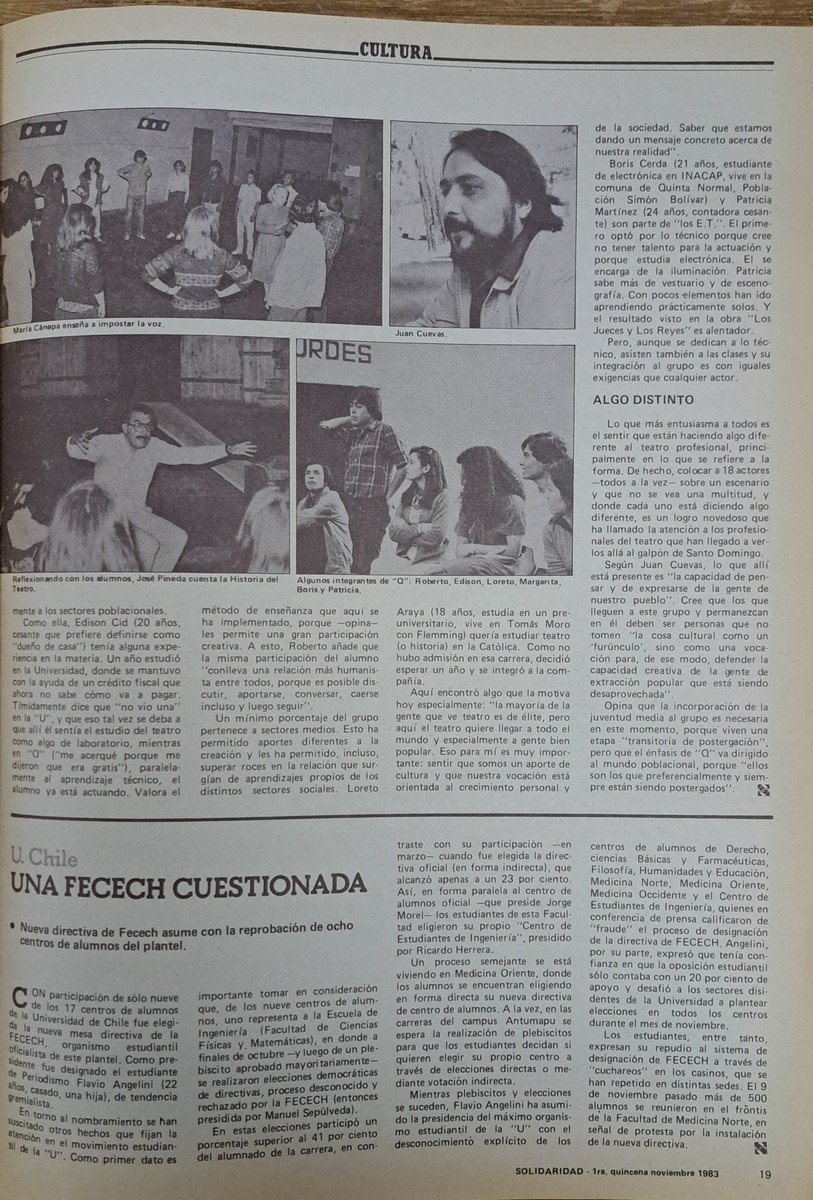 CULTURA
María Cánepa enseña a impostar la voz.
Juan Cuevas.
URDES
Reflexionando con los alumnos, José Pineda cuenta la Historia del
Teatro.
Algunos integrantes de "Q": Roberto, Edison, Loreto, Margarita,
Boris y Patricia.
mente a los sectores poblacionales.
Como ella, Edison Cid (20 años,
cesante que prefiere definirse como
"dueño de casa") tenía alguna expe-
riencia en la materia. Un año estudió
en la Universidad, donde se mantuvo
con la ayuda de un crédito fiscal que
ahora no sabe cómo va a pagar.
Tímidamente dice que "no vio una"
en la "U", y que eso tal vez se deba a
que allí él sentía el estudio del teatro
como algo de laboratorio, mientras
en "Q" ("me acerqué porque me
dijeron que era gratis"), paralela-
mente al aprendizaje técnico, el
alumno ya está actuando. Valora el
método de enseñanza que aquí se
ha implementado, porque —opina—
les permite una gran participación
creativa. A esto, Roberto añade que
la misma participación del alumno
"conlleva una relación más humanis-
ta entre todos, porque es posible dis-
cutir, aportarse, conversar, caerse
incluso y luego seguir".
Un mínimo porcentaje del grupo
pertenece a sectores medios. Esto ha
permitido aportes diferentes a la
creación y les ha permitido, incluso,
superar roces en la relación que sur-
gían de aprendizajes propios de los
distintos sectores sociales. Loreto
Araya (18 años, estudia en un pre-
universitario, vive en Tomás Moro
con Flemming) quería estudiar teatro
(o historia) en la Católica. Como no
hubo admisión en esa carrera, decidió
esperar un año y se integró a la com-
pañía.
Aquí encontró algo que la motiva
hoy especialmente: "la mayoría de la
gente que ve teatro es de élite, pero
aquí el teatro quiere llegar a todo el
mundo y especialmente a gente bien
popular. Eso para mí es muy impor-
tante: sentir que somos un aporte de
cultura y que nuestra vocación está
orientada al crecimiento personal y
de la sociedad. Saber que estamos
dando un mensaje concreto acerca de
nuestra realidad".
Boris Cerda (21 años, estudiante
de electrónica en INACAP, vive en la
comuna de Quinta Normal, Pobla-
ción Simón Bolívar) y Patricia
Martínez (24 años, contadora cesan-
te) son parte de "los E.T.". El prime-
ro optó por lo técnico porque cree
no tener talento para la actuación y
porque estudia electrónica. El se
encarga de la iluminación. Patricia
sabe más de vestuario y de esceno-
grafía. Con pocos elementos han ido
aprendiendo prácticamente solos. Y
el resultado visto en la obra "Los
Jueces y Los Reyes" es alentador.
Pero, aunque se dedican a lo téc-
nico, asisten también a las clases y su
integración al grupo es con iguales
exigencias que cualquier actor.
ALGO DISTINTO
Lo que más entusiasma a todos es
el sentir que están haciendo algo dife-
rente al teatro profesional, princi-
palmente en lo que se refiere a la
forma. De hecho, colocar a 18 actores
—todos a la vez— sobre un escenario
y que no se vea una multitud, y
donde cada uno está diciendo algo
diferente, es un logro novedoso que
ha llamado la atención a los profesio-
nales del teatro que han llegado a ver-
los allá al galpón de Santo Domingo.
Según Juan Cuevas, lo que allí
está presente es "la capacidad de pen-
sar y de expresarse de la gente de
nuestro pueblo". Cree que los que
lleguen a este grupo y permanezcan
en él deben ser personas que no
tomen "la cosa cultural como un
'furúnculo', sino como una voca-
ción para, de ese modo, defender la
capacidad creativa de la gente de
extracción popular que está siendo
desaprovechada".
Opina que la incorporación de la
juventud media al grupo es necesaria
en este momento, porque viven una
etapa "transitoria de postergación",
pero que el énfasis de "Q" va dirigido
al mundo poblacional, porque "ellos
son los que preferencialmente y siem-
pre están siendo postergados".
U. Chile
UNA FECECH CUESTIONADA
• Nueva directiva de Fecech asume con la reprobación de ocho
centros de alumnos del plantel.
CON participación de sólo nueve
de los 17 centros de alumnos
de la Universidad de Chile fue elegi-
da la nueva mesa directiva de la
FECECH, organismo estudiantil
oficialista de este plantel. Como pre-
sidente fue designado el estudiante
de Periodismo Flavio Angelini (22
años, casado, una hija), de tendencia
gremialista.
En torno al nombramiento se han
suscitado otros hechos que fijan la
atención en el movimiento estudian-
til de la "U". Como primer dato es
importante tomar en consideración
que, de los nueve centros de alum-
nos, uno representa a la Escuela de
Ingeniería (Facultad de Ciencias
Físicas y Matemáticas), en donde a
finales de octubre —y luego de un ple-
biscito aprobado mayoritariamente—
se realizaron elecciones democráticas
de directivas, proceso desconocido y
rechazado por la FECECH (entonces
presidida por Manuel Sepúlveda).
En estas elecciones participó un
porcentaje superior al 41 por ciento
del alumnado de la carrera, en con-
traste con su participación —en
marzo— cuando fue elegida la direc-
tiva oficial (en forma indirecta), que
alcanzó apenas a un 23 por ciento.
Así, en forma paralela al centro de
alumnos oficial —que preside Jorge
Morel— los estudiantes de esta Facul-
tad eligieron su propio "Centro de
Estudiantes de Ingeniería", presidido
por Ricardo Herrera.
Un proceso semejante se está
viviendo en Medicina Oriente, donde
los alumnos se encuentran eligiendo
en forma directa su nueva directiva
de centro de alumnos. A la vez, en las
carreras del campus Antumapu se
espera la realización de plebiscitos
para que los estudiantes decidan si
quieren elegir su propio centro a
través de elecciones directas o me-
diante votación indirecta.
Mientras plebiscitos y elecciones
se suceden, Flavio Angelini ha asumi-
do la presidencia del máximo organis-
mo estudiantil de la "U" con el
desconocimiento explícito de los
centros de alumnos de Derecho,
ciencias Básicas y Farmacéuticas,
Filosofía, Humanidades y Educación,
Medicina Norte, Medicina Oriente,
Medicina Occidente y el Centro de
Estudiantes de Ingeniería, quienes en
conferencia de prensa calificaron de
"fraude" el proceso de designación
de la directiva de FECECH. Angelini,
por su parte, expresó que tenía con-
fianza en que la oposición estudiantil
sólo contaba con un 20 por ciento de
apoyo y desafió a los sectores disi-
dentes de la Universidad a plantear
elecciones en todos los centros
durante el mes de noviembre.
Los estudiantes, entre tanto,
expresan su repudio al sistema de
designación de FECECH a través de
"cuchareos" en los casinos, que se
han repetido en distintas sedes. El 9
de noviembre pasado más de 500
alumnos se reunieron en el fróntis
de la Facultad de Medicina Norte, en
señal de protesta por la instalación
de la nueva directiva.
SOLIDARIDAD - 1ra. quincena noviembre 1983
19